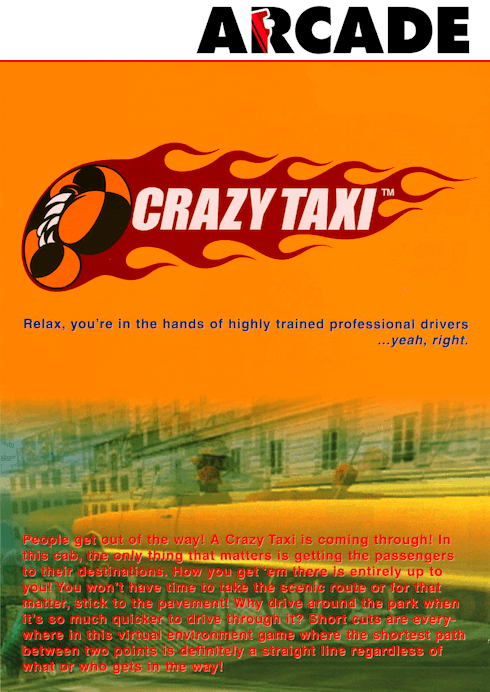 ARCADE
CRAZY TAXI™
Relax, you're in the hands of highly trained professional drivers
...yeah, right.
People get out of the way! A Crazy Taxi is coming through! In
this cab, the only thing that matters is getting the passengers
to their destinations. How you get 'em there is entirely up to
you! You won't have time to take the scenic route or for that
matter, stick to the pavement! Why drive around the park when
it's so much quicker to drive through it? Short cuts are every-
where in this virtual environment game where the shortest path
between two points is definitely a straight line regardless of
what or who gets in the way!